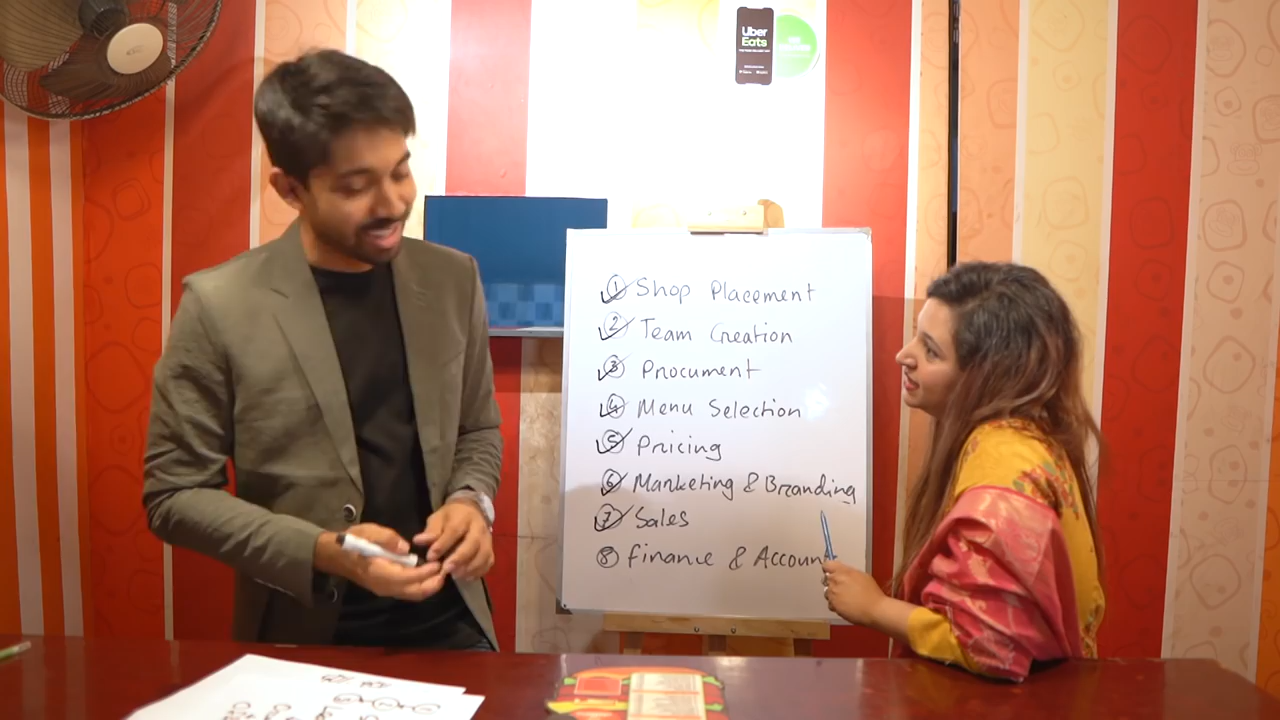 Uber
Eats
1 Shop Placement
2 Team Creation
3 Procument
4 Menu Selection
5 Pricing
6 Marketing & Branding
7 Sales
8 Finance & Accoun